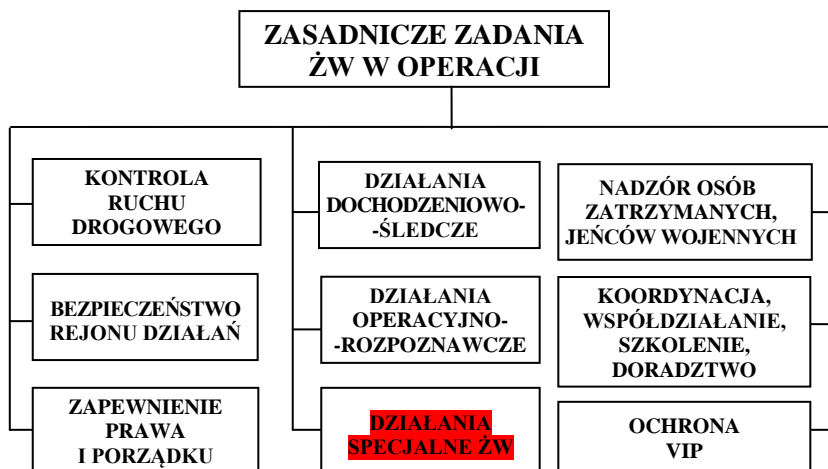 ZASADNICZE ZADANIA
ŻW W OPERACJI
KONTROLA
RUCHU
DROGOWEGO
BEZPIECZEŃSTWO
REJONU DZIAŁAŃ
ZAPEWNIENIE
PRAWA
I PORZĄDKU
DZIAŁANIA
DOCHODZENIOWO-
-ŚLEDCZE
DZIAŁANIA
OPERACYJNO-
-ROZPOZNAWCZE
DZIAŁANIA
SPECJALNE ŻW
NADZÓR OSÓB
ZATRZYMANYCH,
JEŃCÓW WOJENNYCH
KOORDYNACJA,
WSPÓŁDZIAŁANIE,
SZKOLENIE,
DORADZTWO
OCHRONA
VIP